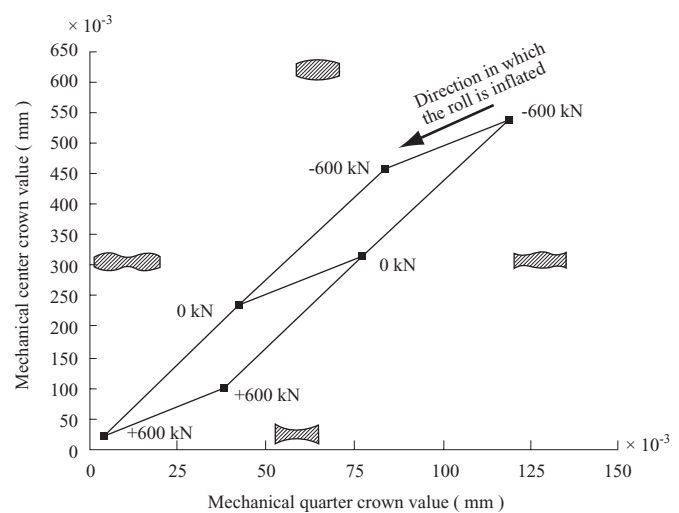 × 10⁻³
650
600
550
500
450
400
350
300
250
200
150
100
50
0
Mechanical center crown value ( mm )
Direction in which
the roll is inflated
-600 kN
-600 kN
0 kN
0 kN
+600 kN
+600 kN
0
25
50
75
100
125
150
× 10⁻³
Mechanical quarter crown value ( mm )